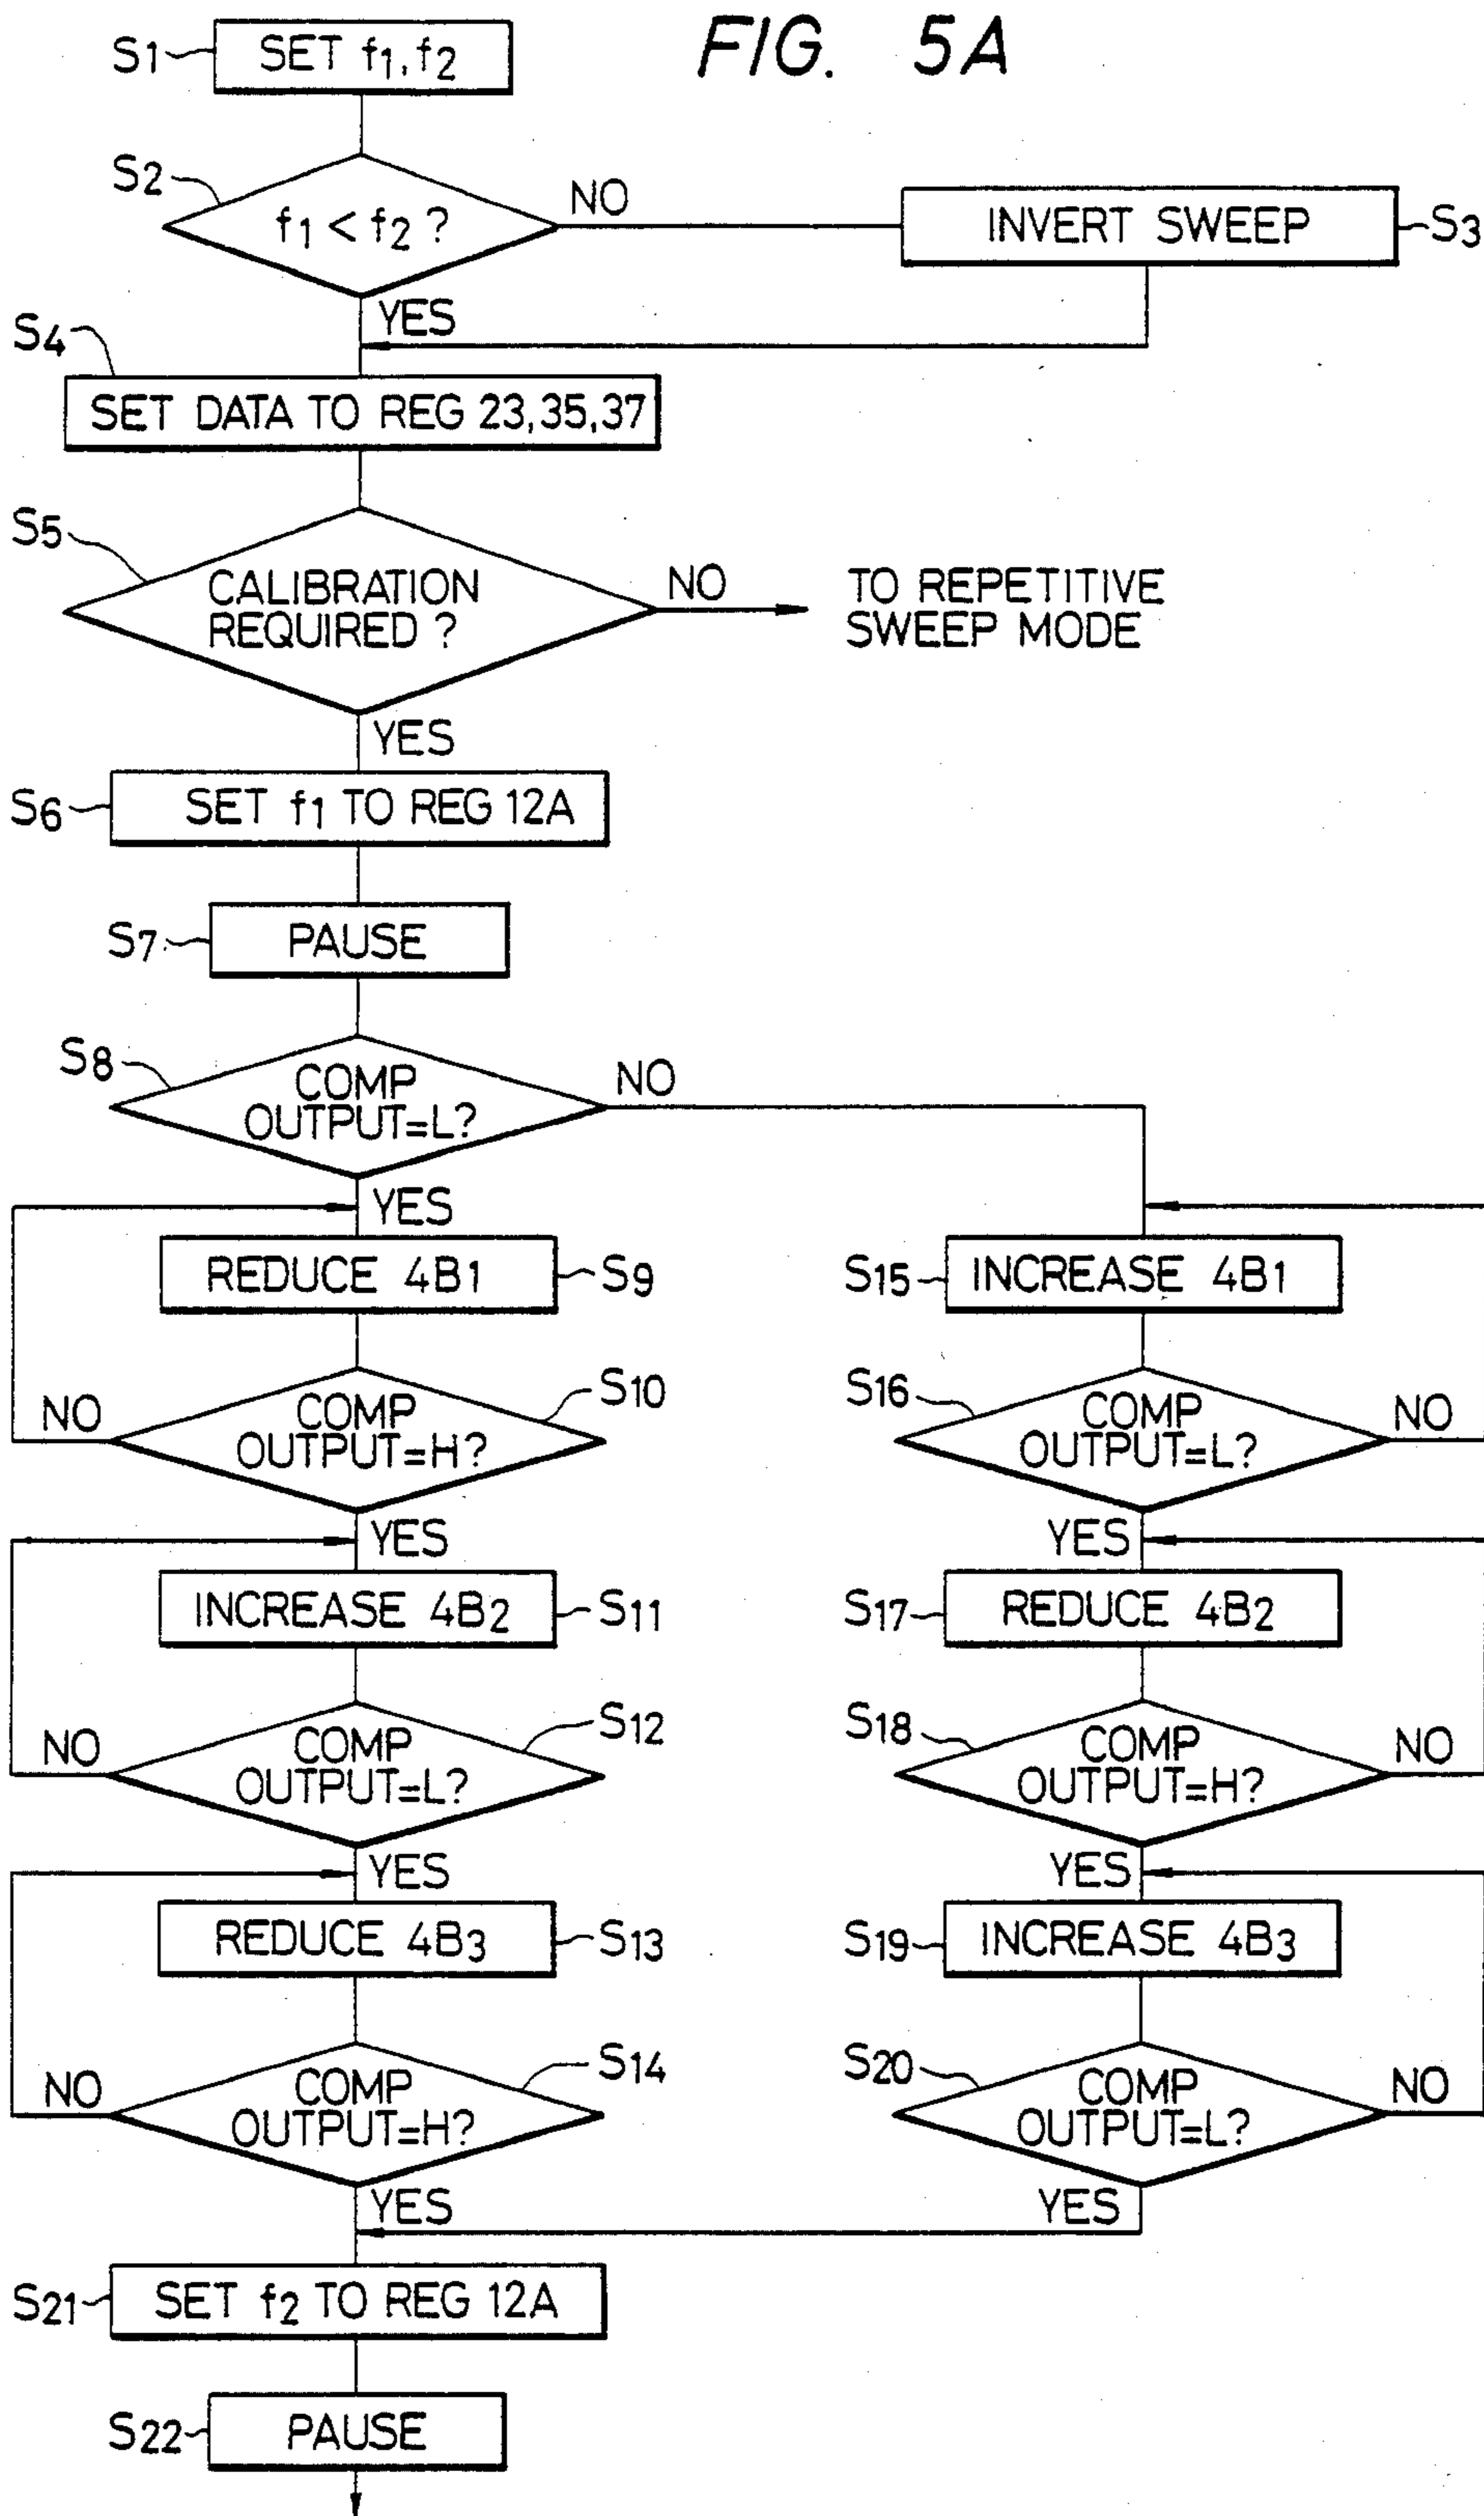 FIG. 5A
S1
SET f1, f2
S2
f1 < f2 ?
NO
INVERT SWEEP
S3
YES
S4
SET DATA TO REG 23,35,37
S5
CALIBRATION
REQUIRED ?
NO
TO REPETITIVE
SWEEP MODE
YES
S6
SET f1 TO REG 12A
S7
PAUSE
S8
COMP
OUTPUT=L?
NO
YES
REDUCE 4B1
S9
S15
INCREASE 4B1
NO
COMP
OUTPUT=H?
S10
S16
COMP
OUTPUT=L?
NO
YES
YES
INCREASE 4B2
S11
S17
REDUCE 4B2
NO
COMP
OUTPUT=L?
S12
S18
COMP
OUTPUT=H?
NO
YES
YES
REDUCE 4B3
S13
S19
INCREASE 4B3
NO
COMP
OUTPUT=H?
S14
S20
COMP
OUTPUT=L?
NO
YES
YES
S21
SET f2 TO REG 12A
S22
PAUSE